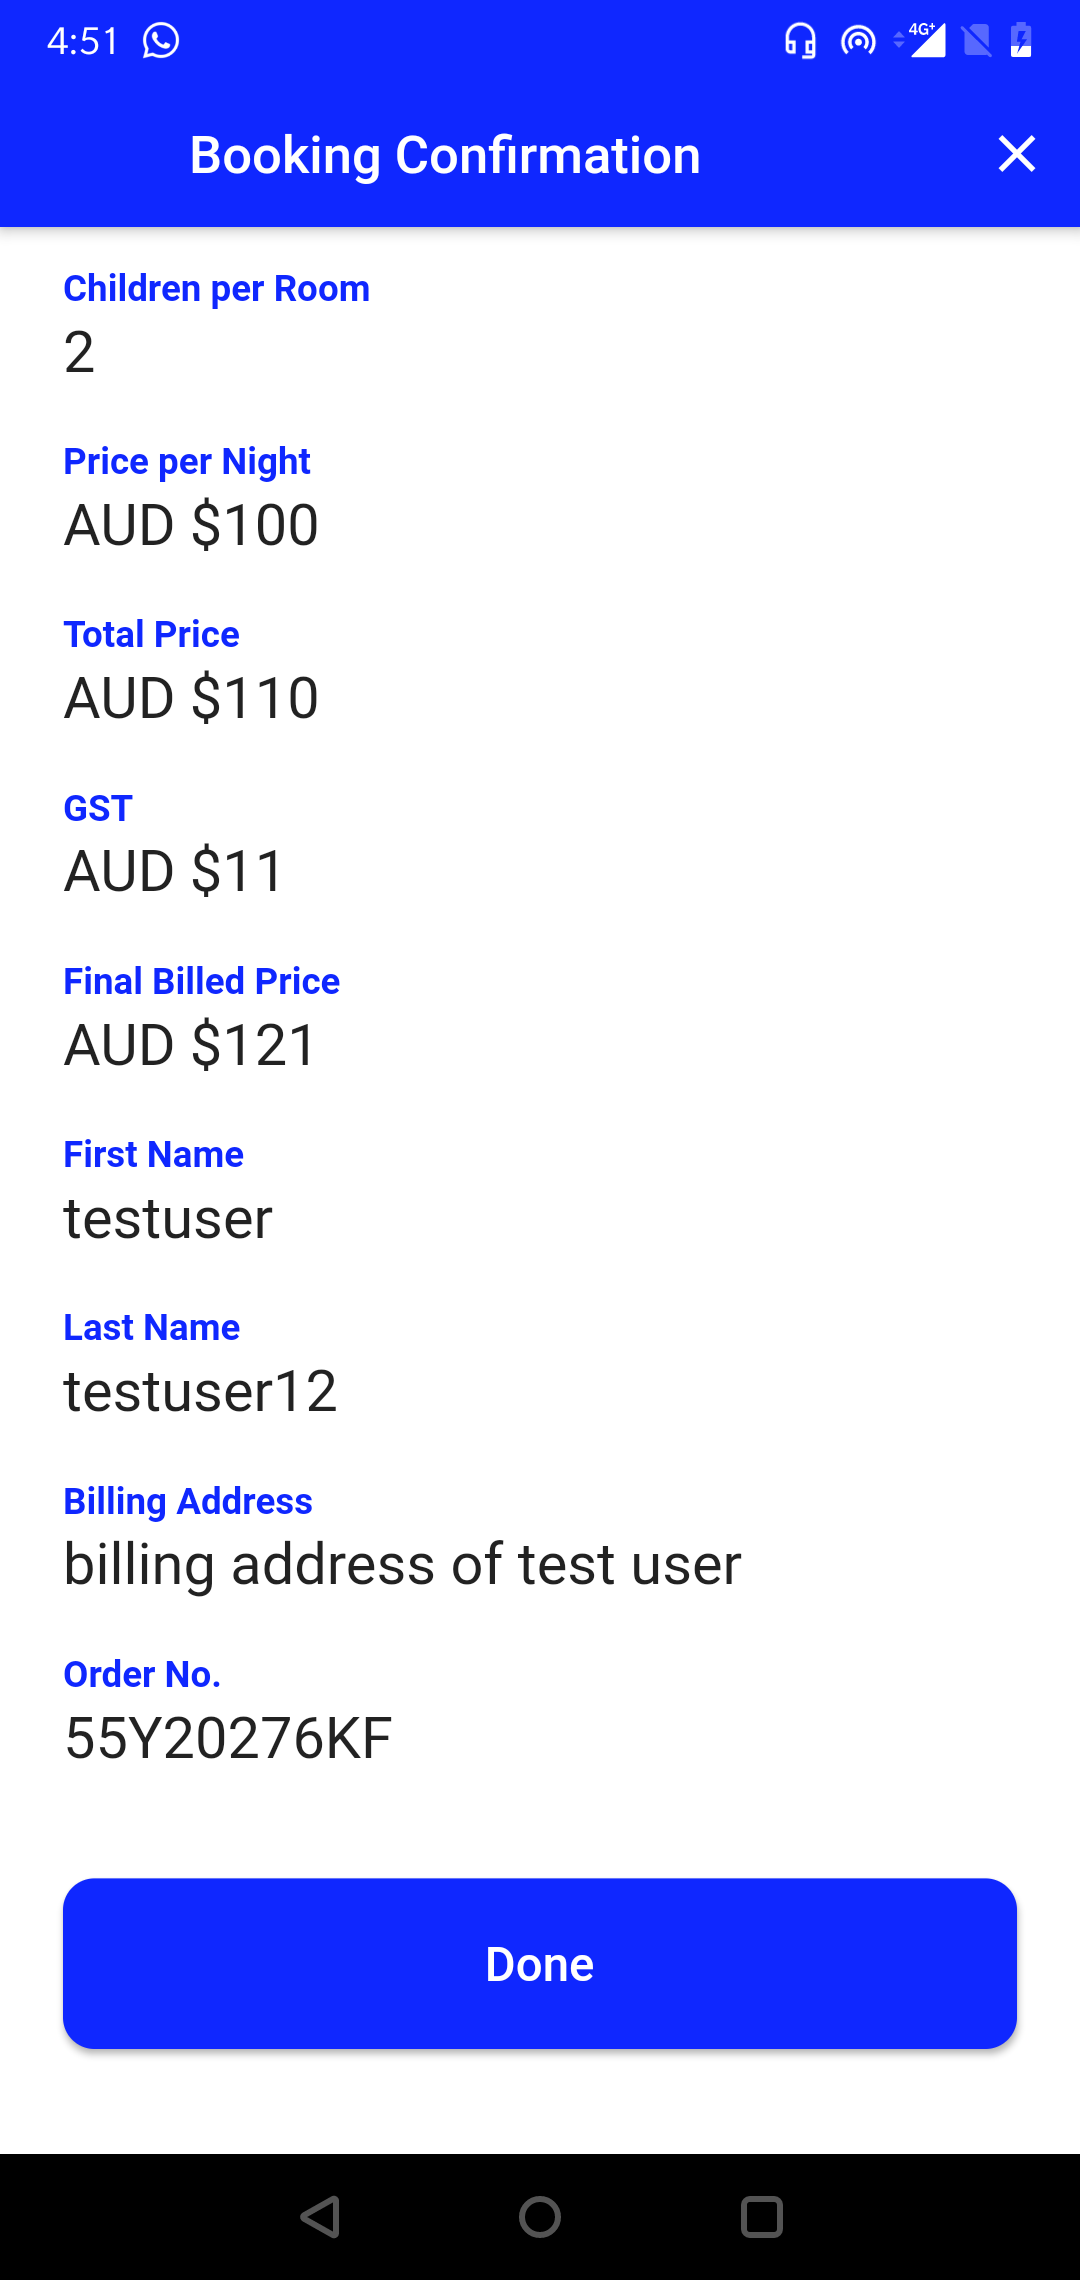 4:51
4G+
Booking Confirmation
Children per Room
2
Price per Night
AUD $100
Total Price
AUD $110
GST
AUD $11
Final Billed Price
AUD $121
First Name
testuser
Last Name
testuser12
Billing Address
billing address of test user
Order No.
55Y20276KF
Done